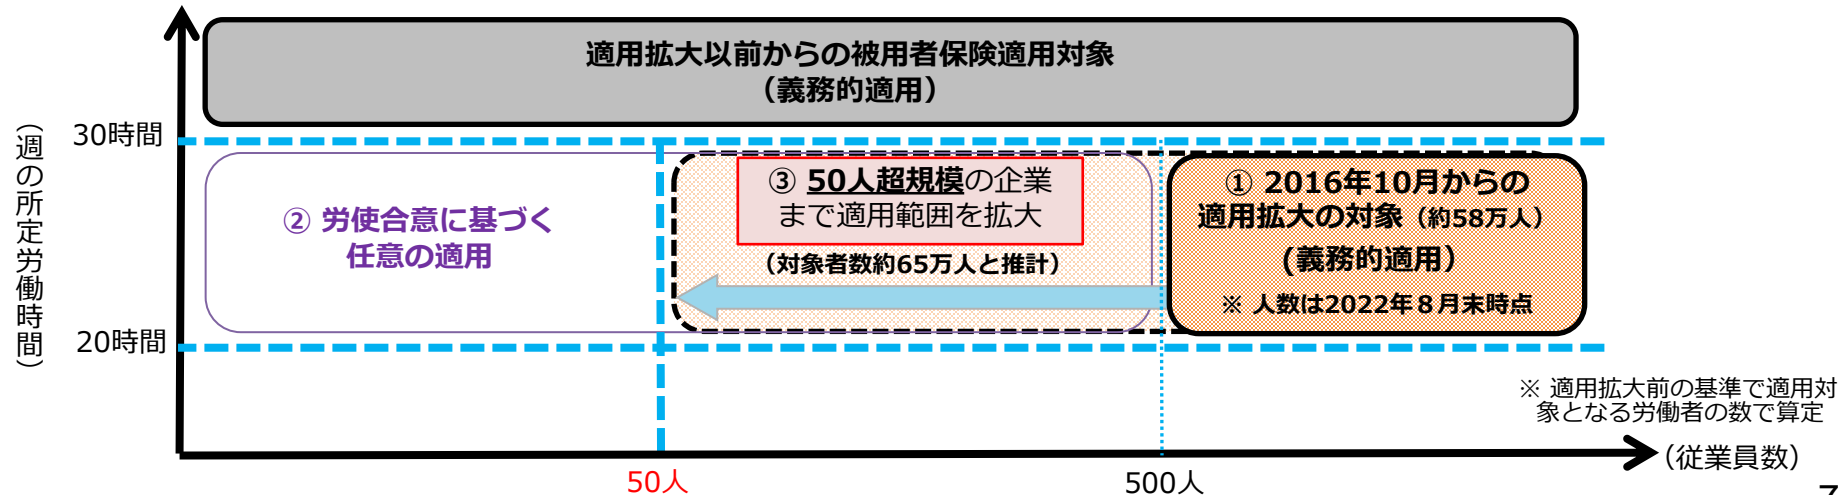 適用拡大以前からの被用者保険適用対象
（義務的適用）
（週の所定労働時間）
30時間
20時間
② 労使合意に基づく
任意の適用
③ 50人超規模の企業
まで適用範囲を拡大
（対象者数約65万人と推計）
① 2016年10月からの
適用拡大の対象（約58万人）
(義務的適用）
※ 人数は2022年８月末時点
※ 適用拡大前の基準で適用対
象となる労働者の数で算定
（従業員数）
50人
500人